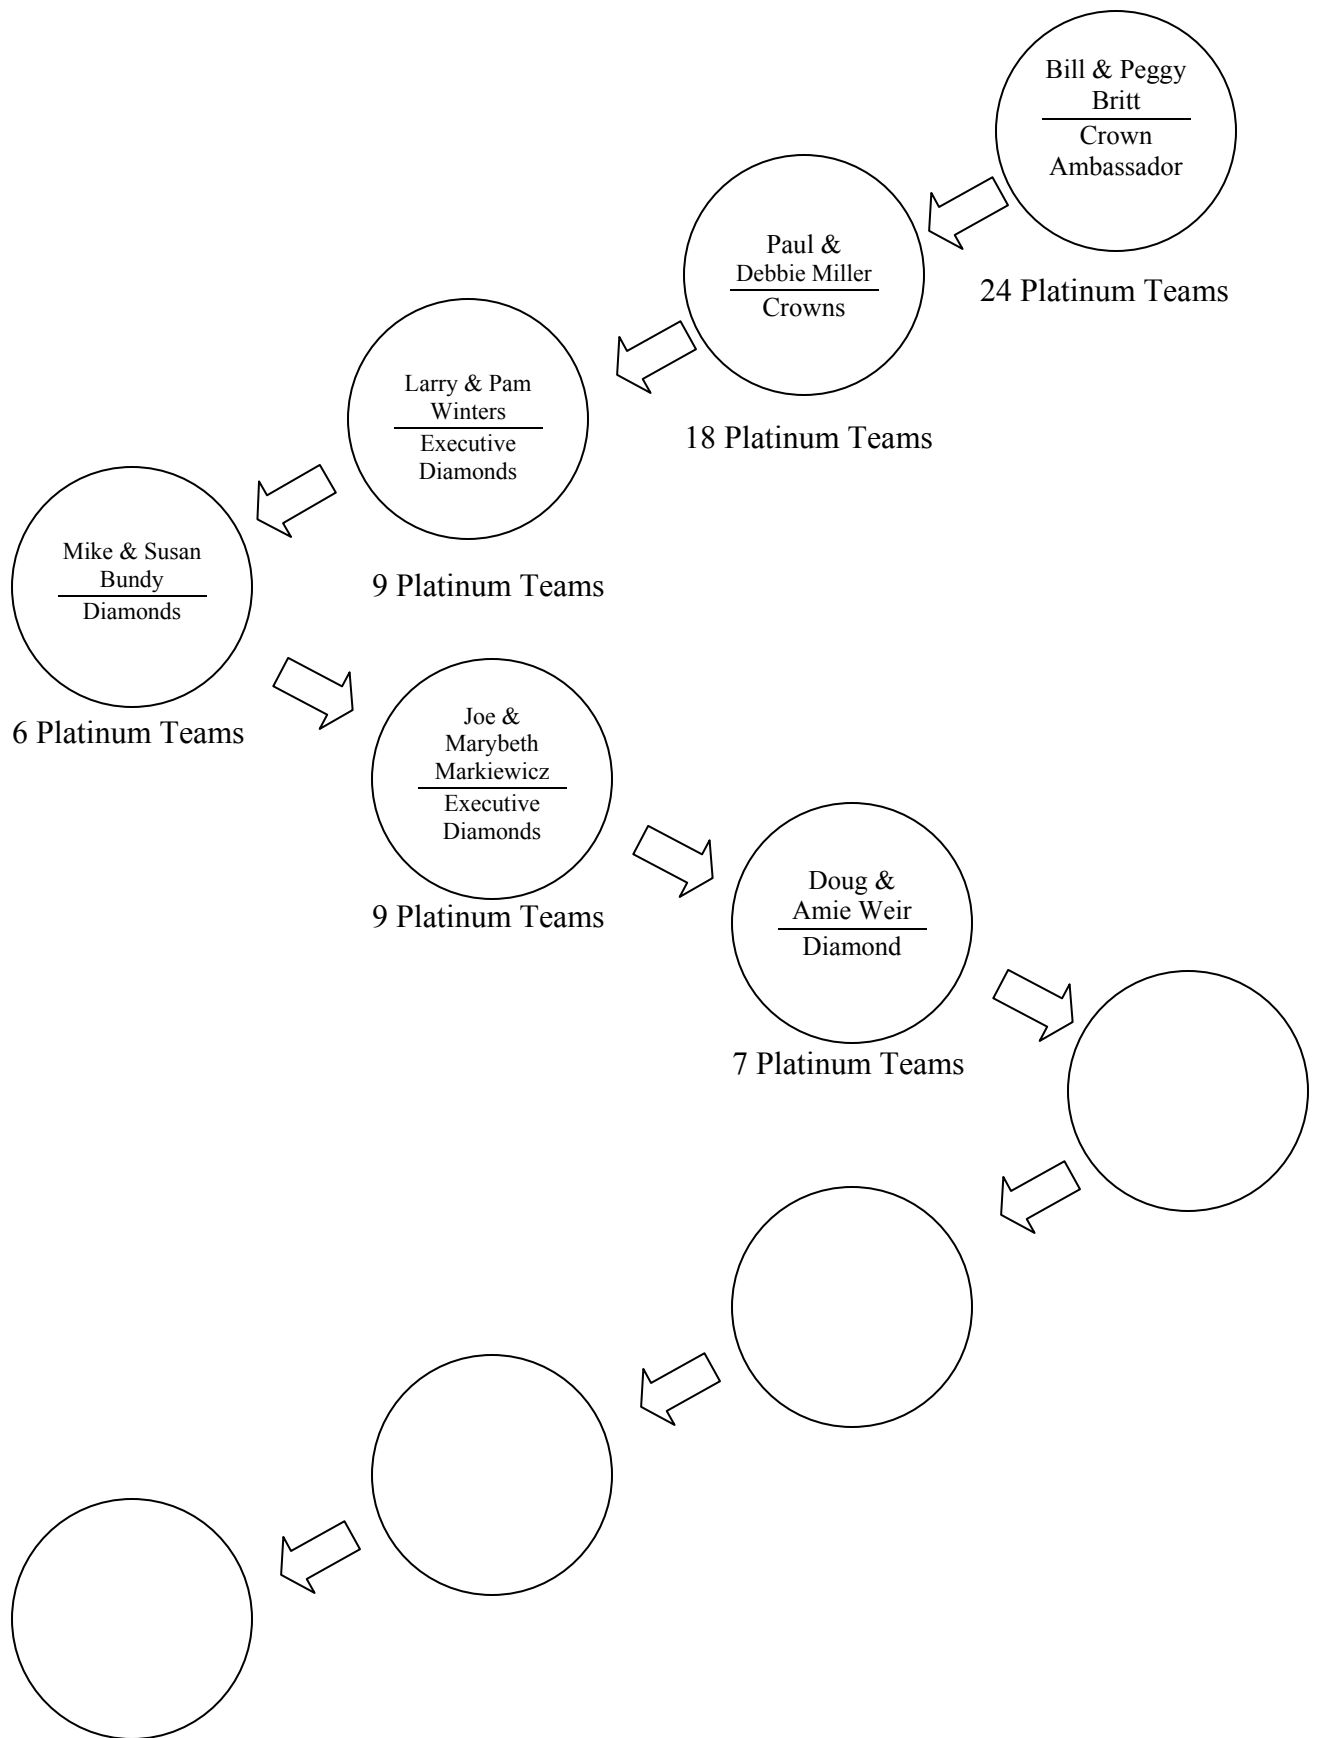 Bill & Peggy
Britt
Crown
Ambassador
24 Platinum Teams
Paul &
Debbie Miller
Crowns
18 Platinum Teams
Larry & Pam
Winters
Executive
Diamonds
9 Platinum Teams
Mike & Susan
Bundy
Diamonds
6 Platinum Teams
Joe &
Marybeth
Markiewicz
Executive
Diamonds
9 Platinum Teams
Doug &
Amie Weir
Diamond
7 Platinum Teams